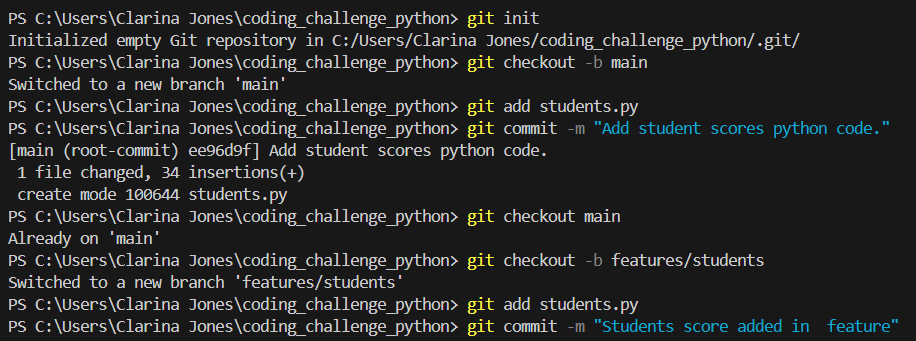 PS C:\Users\Clarina Jones\coding_challenge_python> git init
Initialized empty Git repository in C:/Users/Clarina Jones/coding_challenge_python/.git/
PS C:\Users\Clarina Jones\coding_challenge_python> git checkout -b main
Switched to a new branch 'main'
PS C:\Users\Clarina Jones\coding_challenge_python> git add students.py
PS C:\Users\Clarina Jones\coding_challenge_python> git commit -m "Add student scores python code."
[main (root-commit) ee96d9f] Add student scores python code.
 1 file changed, 34 insertions(+)
 create mode 100644 students.py
PS C:\Users\Clarina Jones\coding_challenge_python> git checkout main
Already on 'main'
PS C:\Users\Clarina Jones\coding_challenge_python> git checkout -b features/students
Switched to a new branch 'features/students'
PS C:\Users\Clarina Jones\coding_challenge_python> git add students.py
PS C:\Users\Clarina Jones\coding_challenge_python> git commit -m "Students score added in  feature"